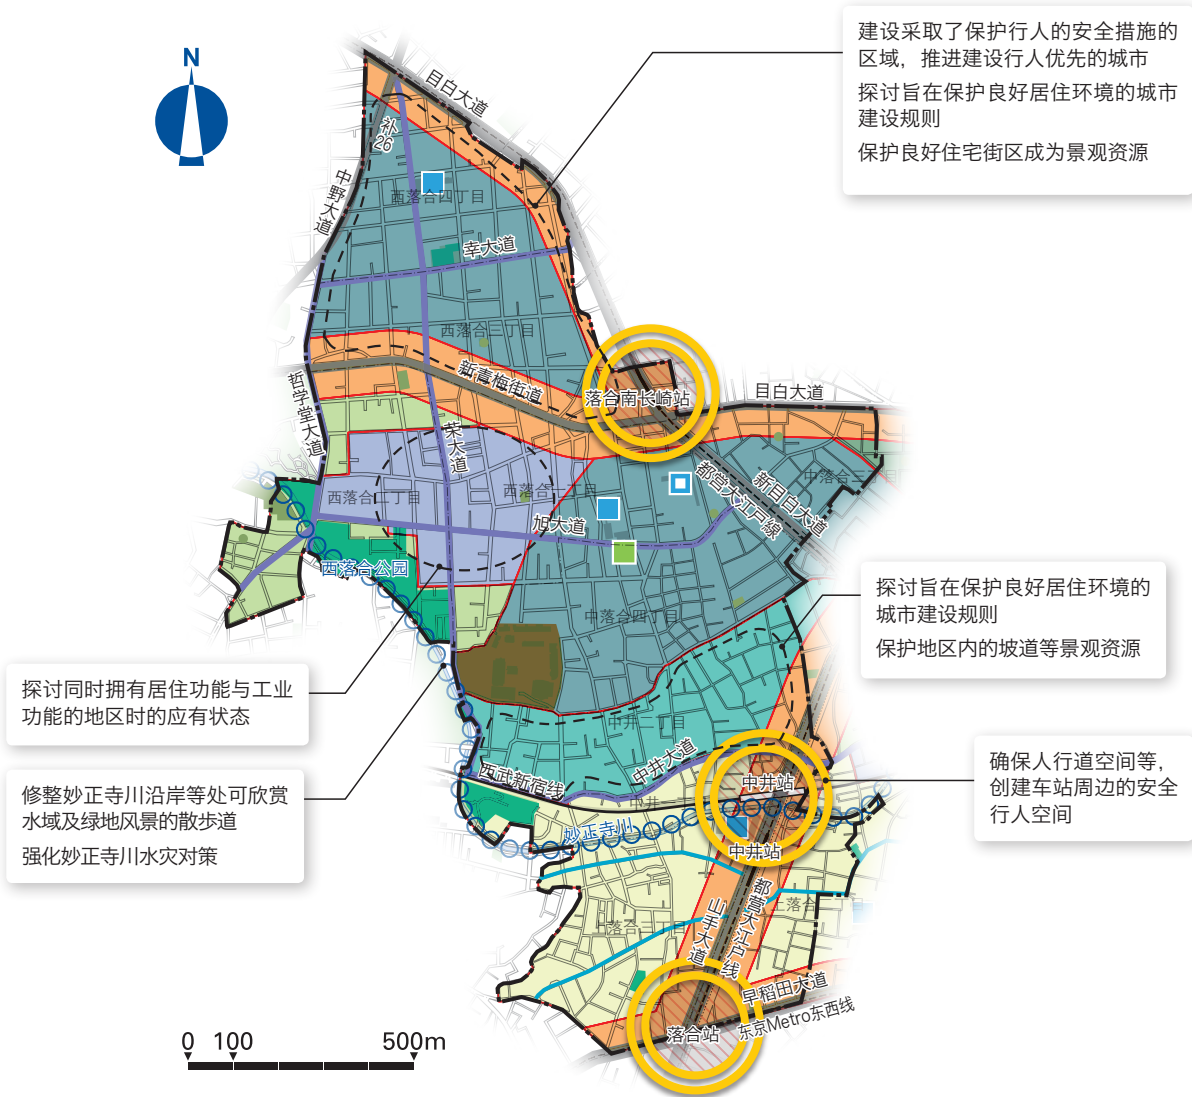 建设采取了保护行人的安全措施的
区域，推进建设行人优先的城市
探讨旨在保护良好居住环境的城市
建设规则
保护良好住宅街区成为景观资源
N
目白大道
补26
中野大道
西落合四丁目
幸大道
西落合三丁目
新青梅街道
落合南长崎站
目白大道
哲学堂大道
荣大道
西落合二丁目
西落合一丁目
旭大道
都営大江戸線
新目白大道
西落合公园
中落合四丁目
探讨旨在保护良好居住环境的
城市建设规则
保护地区内的坡道等景观资源
探讨同时拥有居住功能与工业
功能的地区时的应有状态
中井二丁目
中井大道
西武新宿线
中井站
确保人行道空间等，
创建车站周边的安全
行人空间
修整妙正寺川沿岸等处可欣赏
水域及绿地风景的散步道
强化妙正寺川水灾对策
妙正寺川
中井站
都营大江户线
山手大道
上落合三丁目
早稻田大道
东京Metro东西线
落合站
0 100 500m